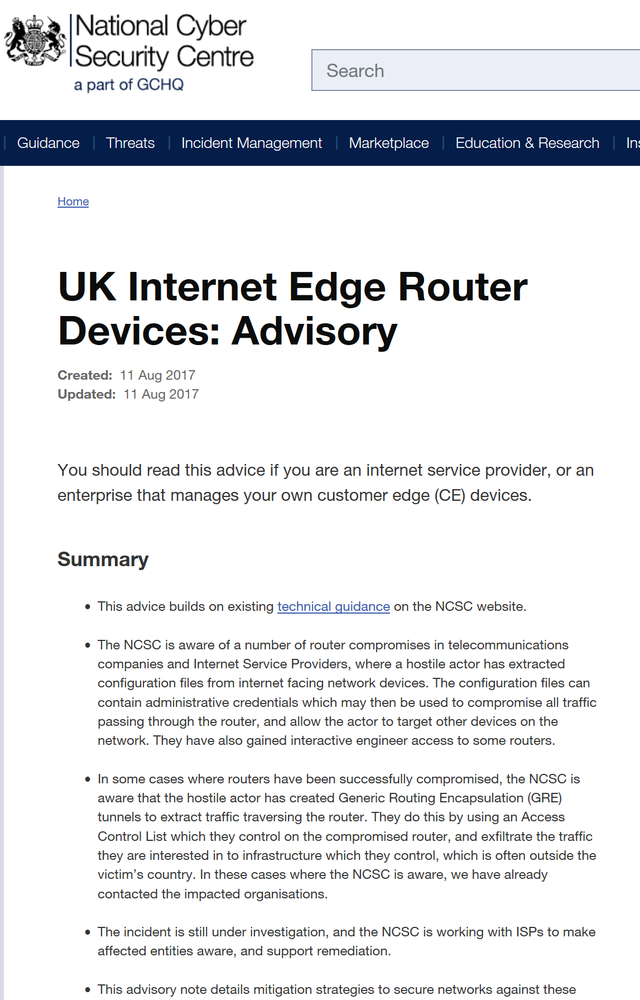 National Cyber
Security Centre
a part of GCHQ
Search
Guidance
Threats
Incident Management
Marketplace
Education & Research
Home
UK Internet Edge Router
Devices: Advisory
Created: 11 Aug 2017
Updated: 11 Aug 2017
You should read this advice if you are an internet service provider, or an
enterprise that manages your own customer edge (CE) devices.
Summary
• This advice builds on existing technical guidance on the NCSC website.
• The NCSC is aware of a number of router compromises in telecommunications
companies and Internet Service Providers, where a hostile actor has extracted
configuration files from internet facing network devices. The configuration files can
contain administrative credentials which may then be used to compromise all traffic
passing through the router, and allow the actor to target other devices on the
network. They have also gained interactive engineer access to some routers.
• In some cases where routers have been successfully compromised, the NCSC is
aware that the hostile actor has created Generic Routing Encapsulation (GRE)
tunnels to extract traffic traversing the router. They do this by using an Access
Control List which they control on the compromised router, and exfiltrate the traffic
they are interested in to infrastructure which they control, which is often outside the
victim’s country. In these cases where the NCSC is aware, we have already
contacted the impacted organisations.
• The incident is still under investigation, and the NCSC is working with ISPs to make
affected entities aware, and support remediation.
• This advisory note details mitigation strategies to secure networks against these